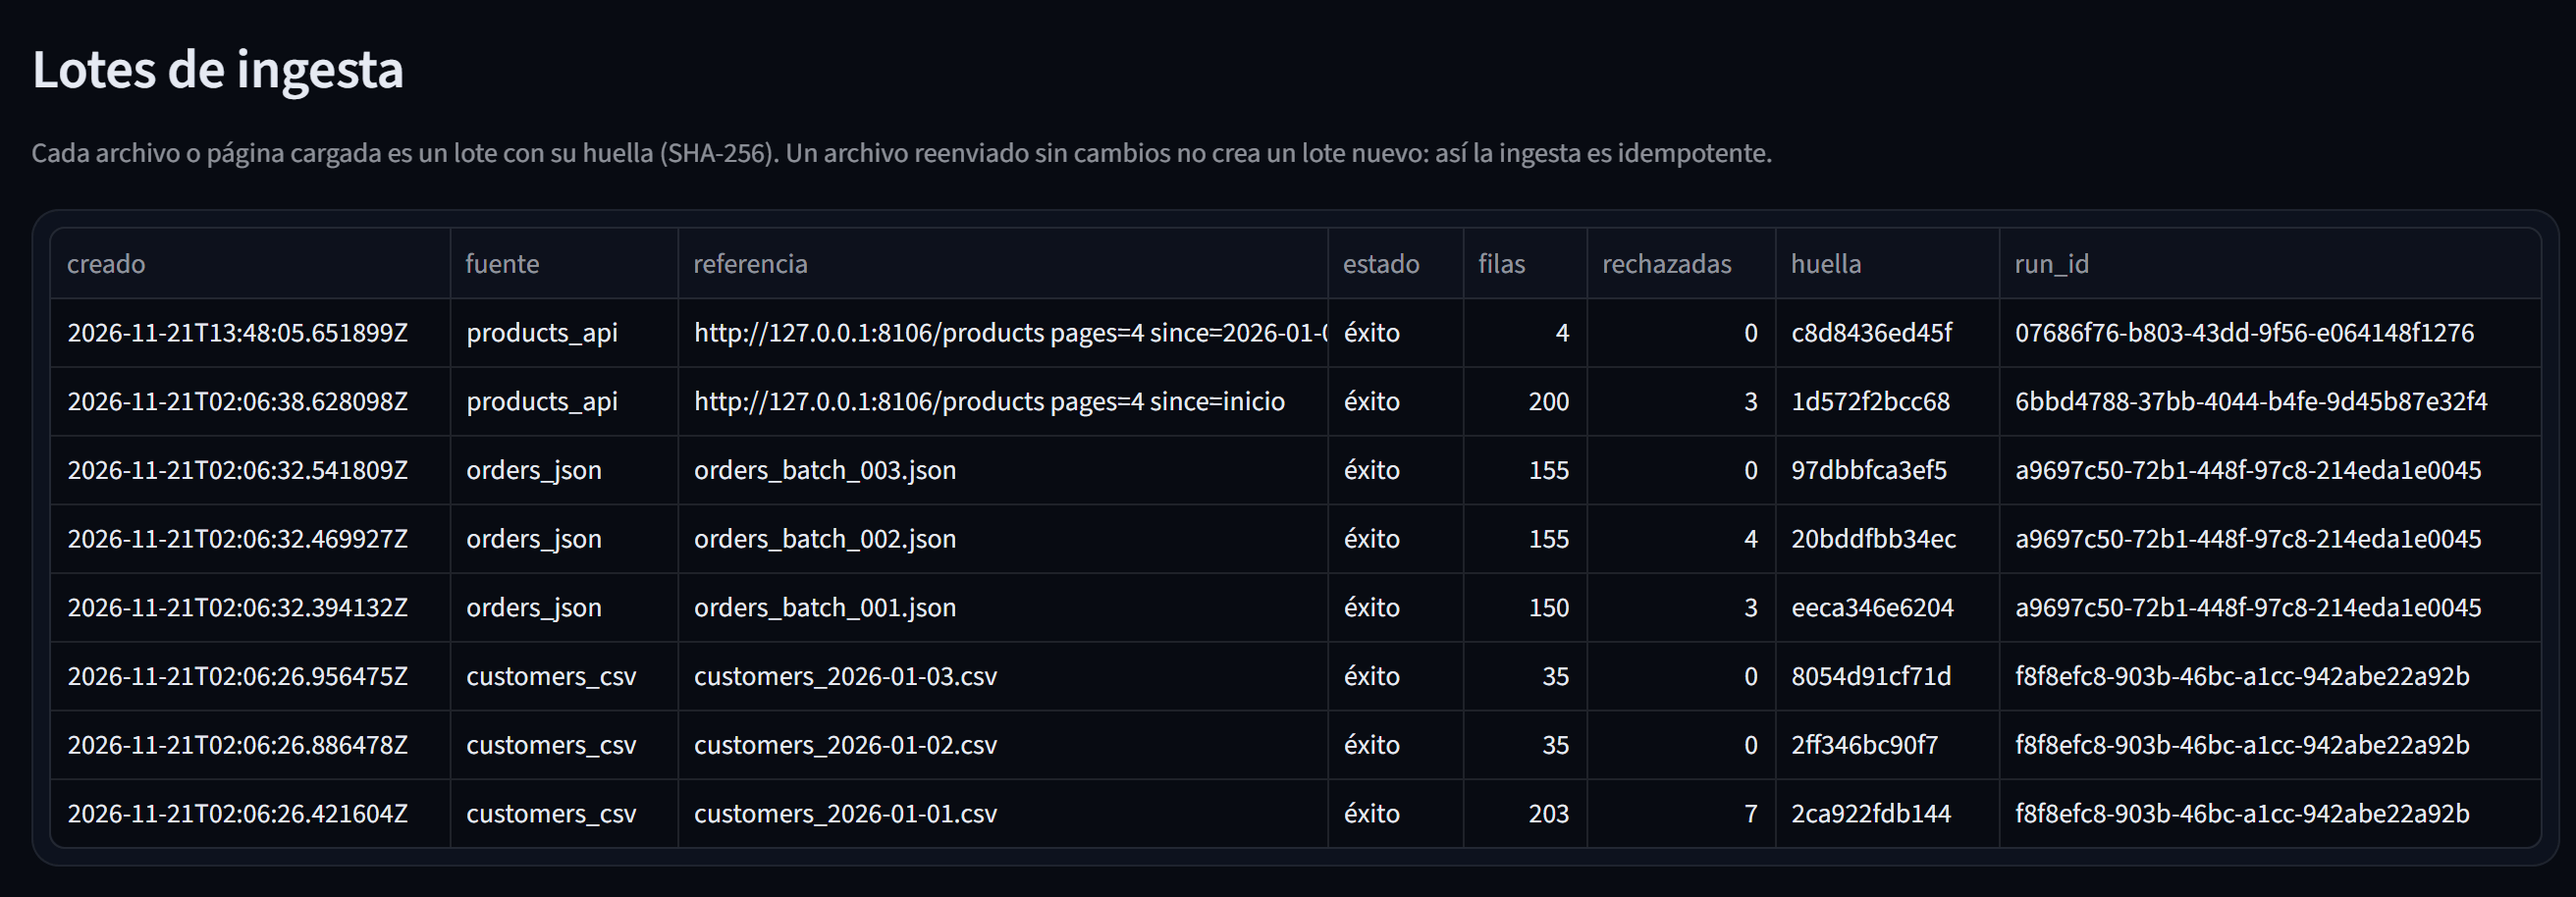 Lotes de ingesta
Cada archivo o página cargada es un lote con su huella (SHA-256). Un archivo reenviado sin cambios no crea un lote nuevo: así la ingesta es idempotente.
creado fuente referencia estado filas rechazadas huella run_id
2026-11-21T13:48:05.651899Z products_api http://127.0.0.1:8106/products pages=4 since=2026-01- éxito 4 0 c8d8436ed45f 07686f76-b803-43dd-9f56-e064148f1276
2026-11-21T02:06:38.628098Z products_api http://127.0.0.1:8106/products pages=4 since=inicio éxito 200 3 1d572f2bcc68 6bbd4788-37bb-4044-b4fe-9d45b87e32f4
2026-11-21T02:06:32.541809Z orders_json orders_batch_003.json éxito 155 0 97dbbfca3ef5 a9697c50-72b1-448f-97c8-214eda1e0045
2026-11-21T02:06:32.469927Z orders_json orders_batch_002.json éxito 155 4 20bddfbb34ec a9697c50-72b1-448f-97c8-214eda1e0045
2026-11-21T02:06:32.394132Z orders_json orders_batch_001.json éxito 150 3 eeca346e6204 a9697c50-72b1-448f-97c8-214eda1e0045
2026-11-21T02:06:26.956475Z customers_csv customers_2026-01-03.csv éxito 35 0 8054d91cf71d f8f8efc8-903b-46bc-a1cc-942abe22a92b
2026-11-21T02:06:26.886478Z customers_csv customers_2026-01-02.csv éxito 35 0 2ff346bc90f7 f8f8efc8-903b-46bc-a1cc-942abe22a92b
2026-11-21T02:06:26.421604Z customers_csv customers_2026-01-01.csv éxito 203 7 2ca922fdb144 f8f8efc8-903b-46bc-a1cc-942abe22a92b